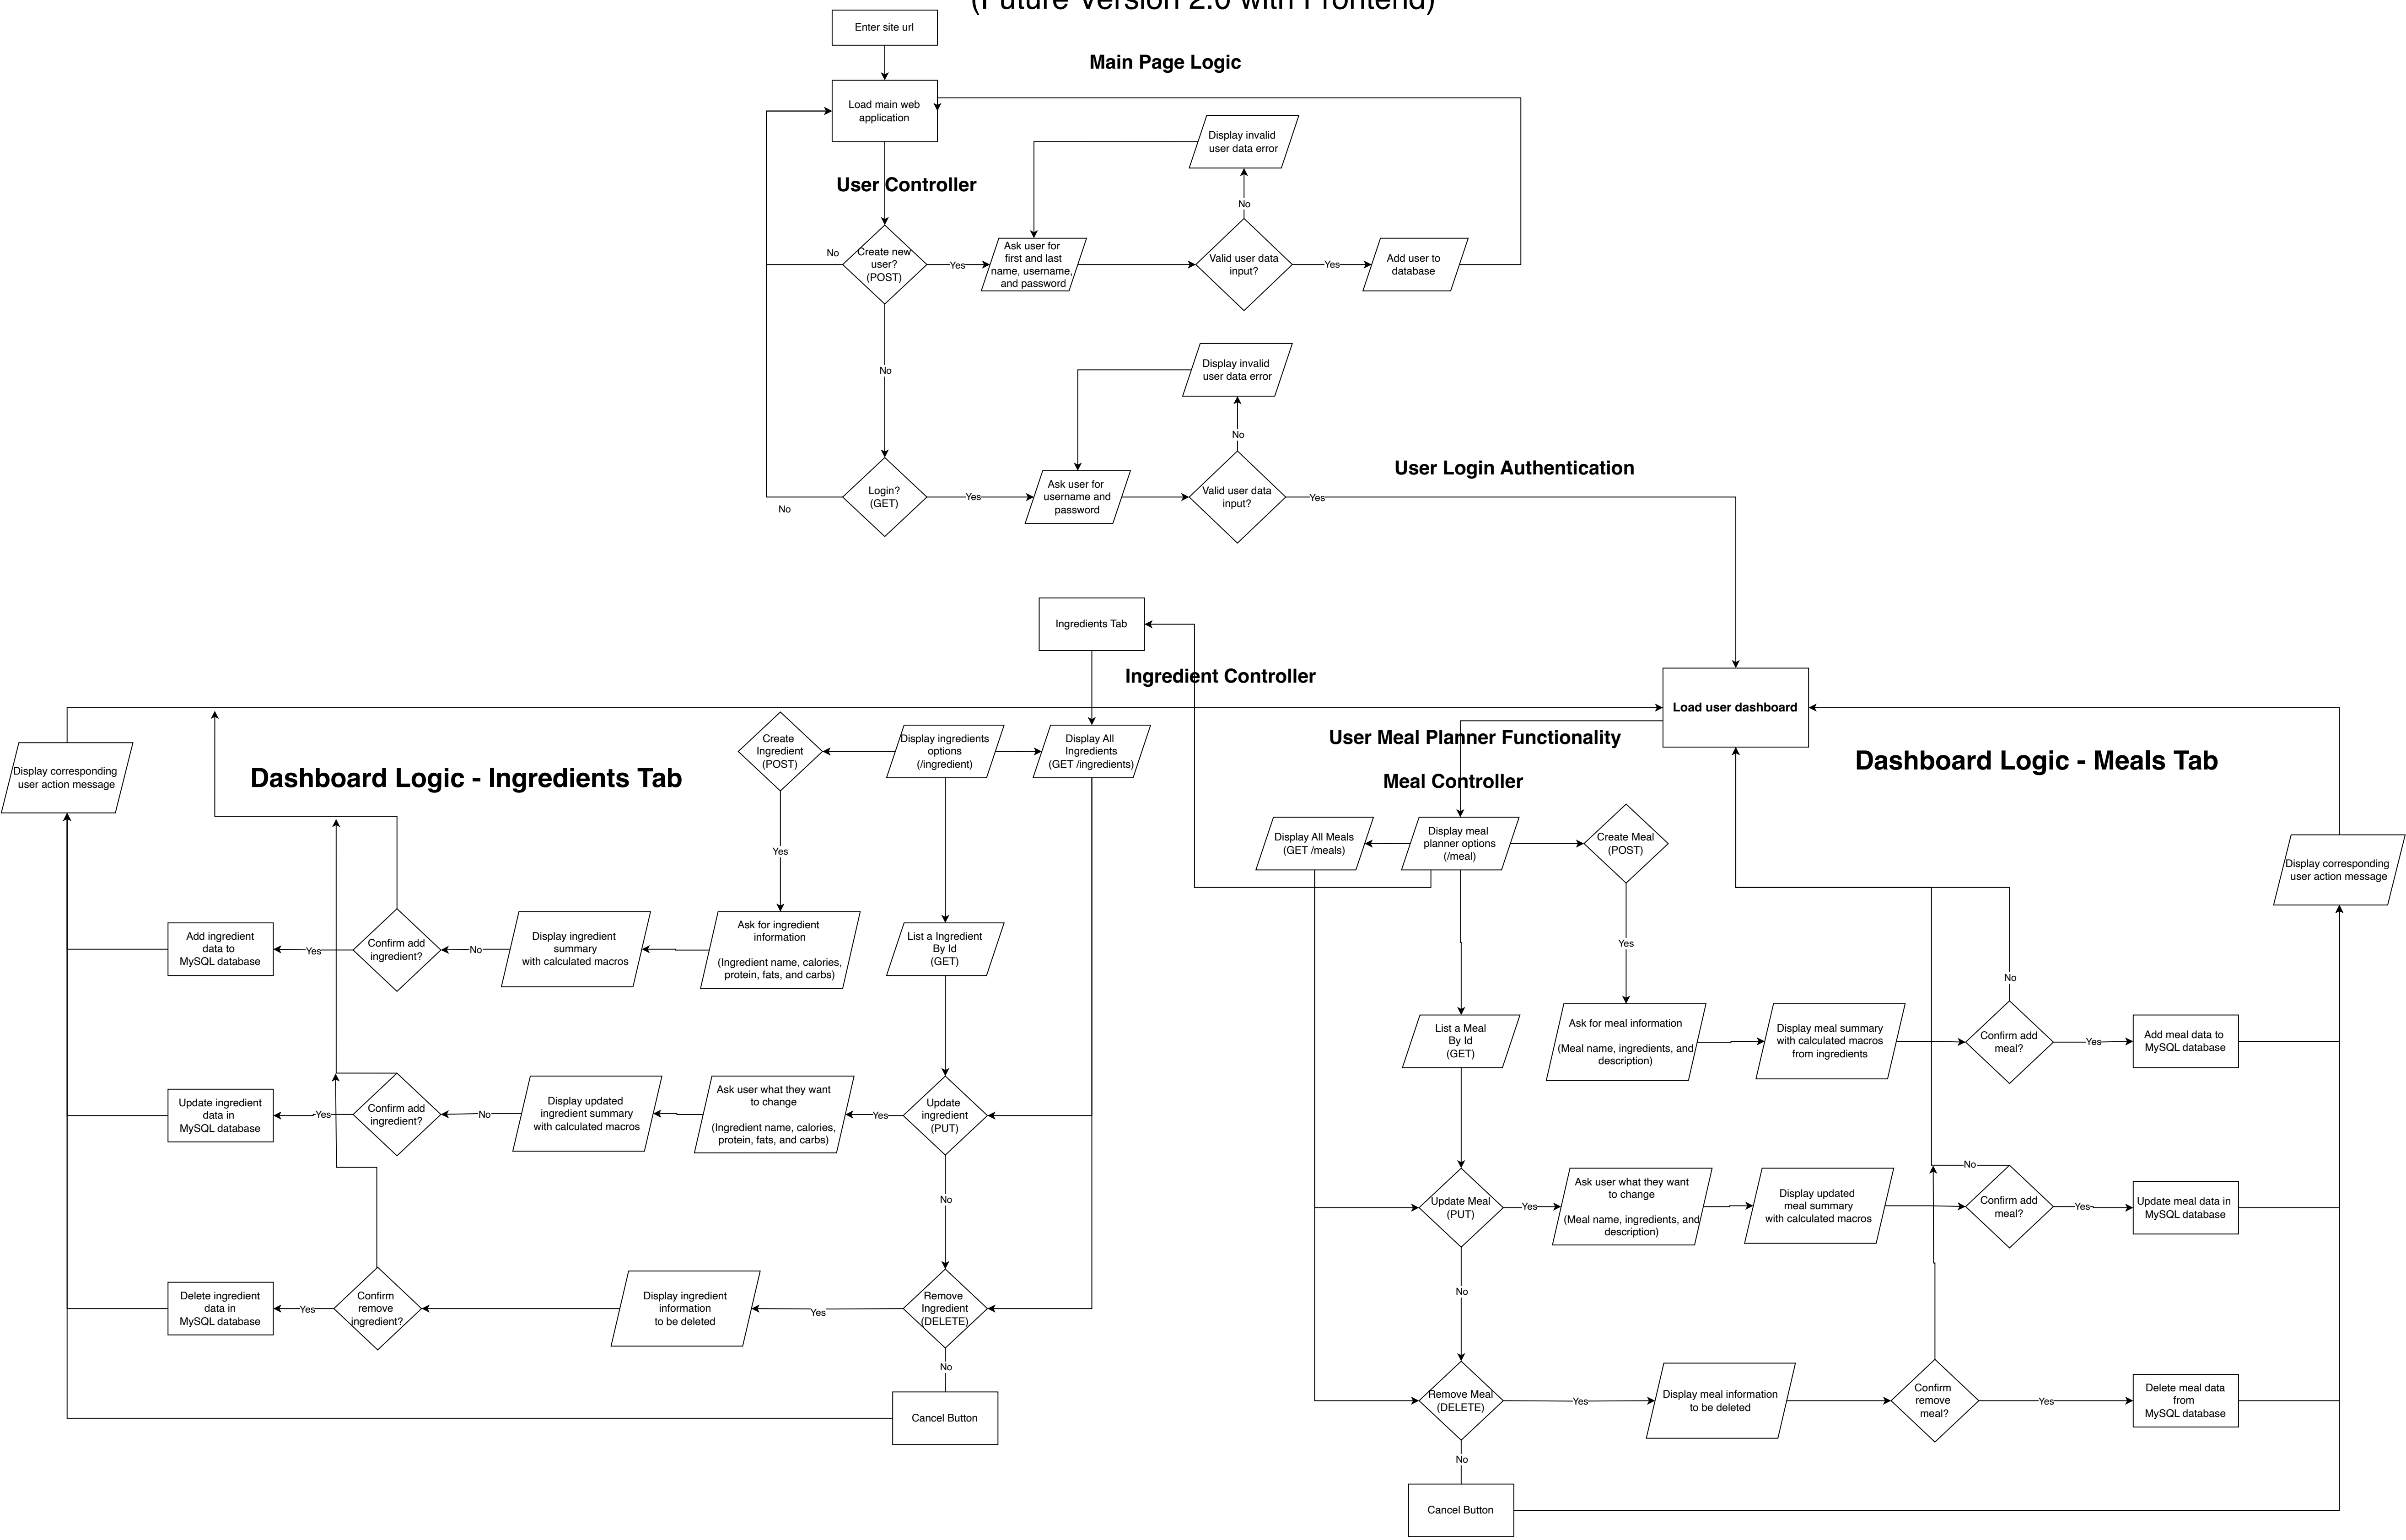 (Future Version 2.0 with Frontend)
Enter site url
Main Page Logic
Load main web
application
Display invalid
user data error
User Controller
No
No
Create new
user?
(POST)
Yes
Ask user for
first and last
name, username,
and password
Valid user data
input?
Yes
Add user to
database
No
Display invalid
user data error
No
User Login Authentication
Login?
(GET)
Yes
Ask user for
username and
password
Valid user data
input?
Yes
No
Ingredients Tab
Ingredient Controller
Load user dashboard
Display corresponding
user action message
Dashboard Logic - Ingredients Tab
Create
Ingredient
(POST)
Display ingredients
options
(/ingredient)
Display All
Ingredients
(GET /ingredients)
User Meal Planner Functionality
Meal Controller
Dashboard Logic - Meals Tab
Yes
Display All Meals
(GET /meals)
Display meal
planner options
(/meal)
Create Meal
(POST)
Display corresponding
user action message
Add ingredient
data to
MySQL database
Yes
Confirm add
ingredient?
No
Display ingredient
summary
with calculated macros
Ask for ingredient
information
(Ingredient name, calories,
protein, fats, and carbs)
List a Ingredient
By Id
(GET)
Yes
No
List a Meal
By Id
(GET)
Ask for meal information
(Meal name, ingredients, and
description)
Display meal summary
with calculated macros
from ingredients
Confirm add
meal?
Yes
Add meal data to
MySQL database
Update ingredient
data in
MySQL database
Yes
Confirm add
ingredient?
No
Display updated
ingredient summary
with calculated macros
Ask user what they want
to change
(Ingredient name, calories,
protein, fats, and carbs)
Yes
Update
ingredient
(PUT)
No
No
Update Meal
(PUT)
Yes
Ask user what they want
to change
(Meal name, ingredients, and
description)
Display updated
meal summary
with calculated macros
Confirm add
meal?
Yes
Update meal data in
MySQL database
Delete ingredient
data in
MySQL database
Yes
Confirm
remove
ingredient?
Display ingredient
information
to be deleted
Yes
Remove
Ingredient
(DELETE)
No
No
Cancel Button
Remove Meal
(DELETE)
Yes
Display meal information
to be deleted
Confirm
remove
meal?
Yes
Delete meal data
from
MySQL database
No
Cancel Button